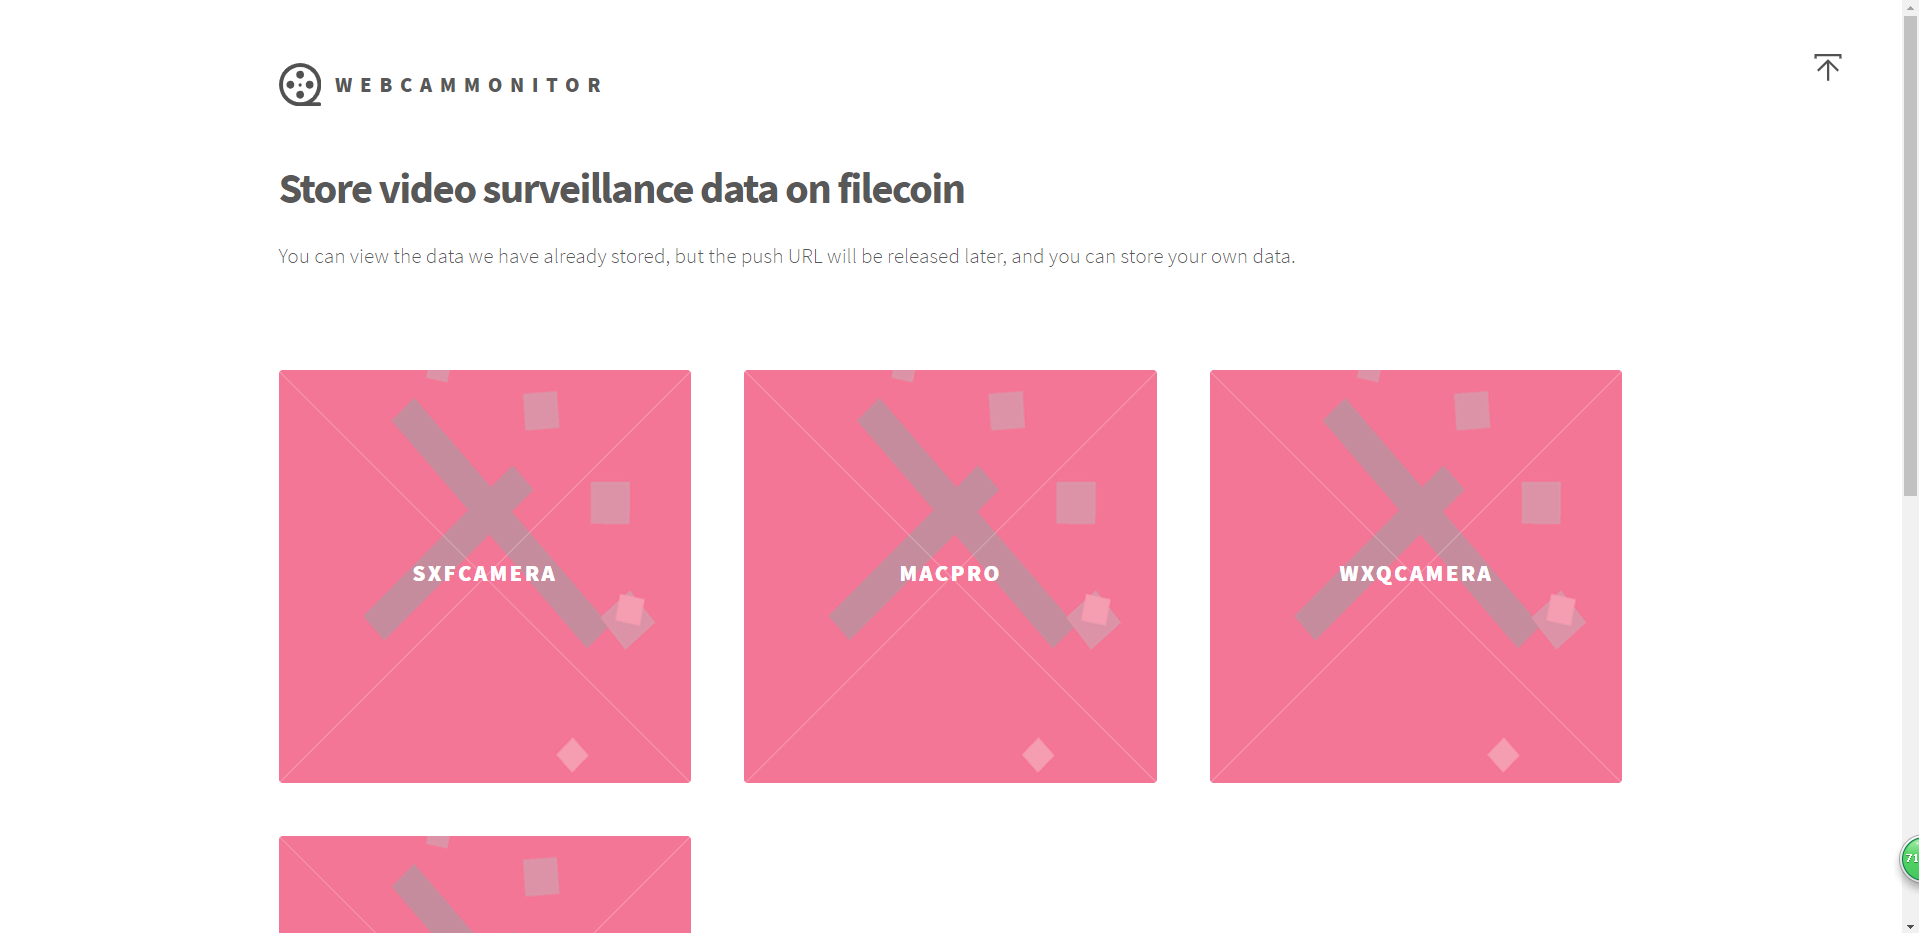 WEBCAMMONITOR
Store video surveillance data on filecoin
You can view the data we have already stored, but the push URL will be released later, and you can store your own data.
SXFCAMERA
MACPRO
WXQCAMERA
71